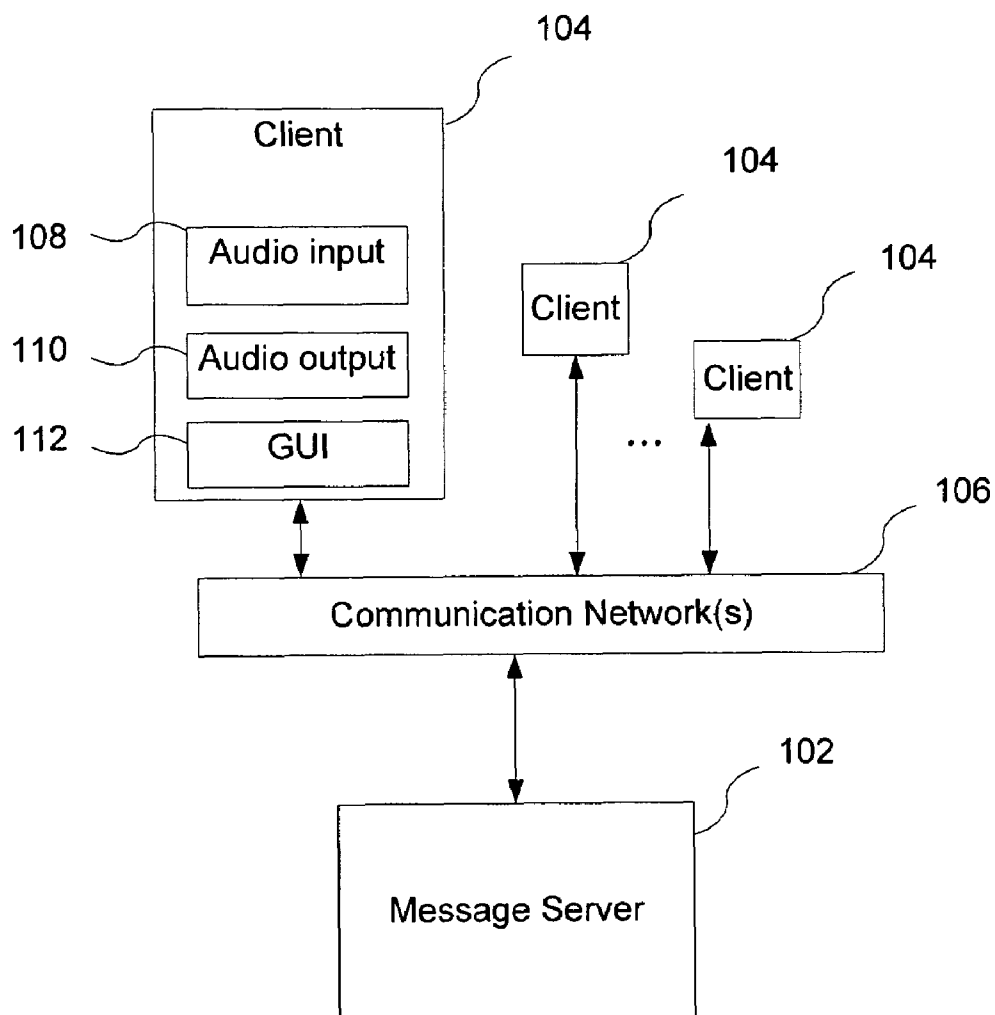 104
Client
104
108
Audio input
104
Client
110
Audio output
Client
112
GUI
...
106
Communication Network(s)
102
Message Server